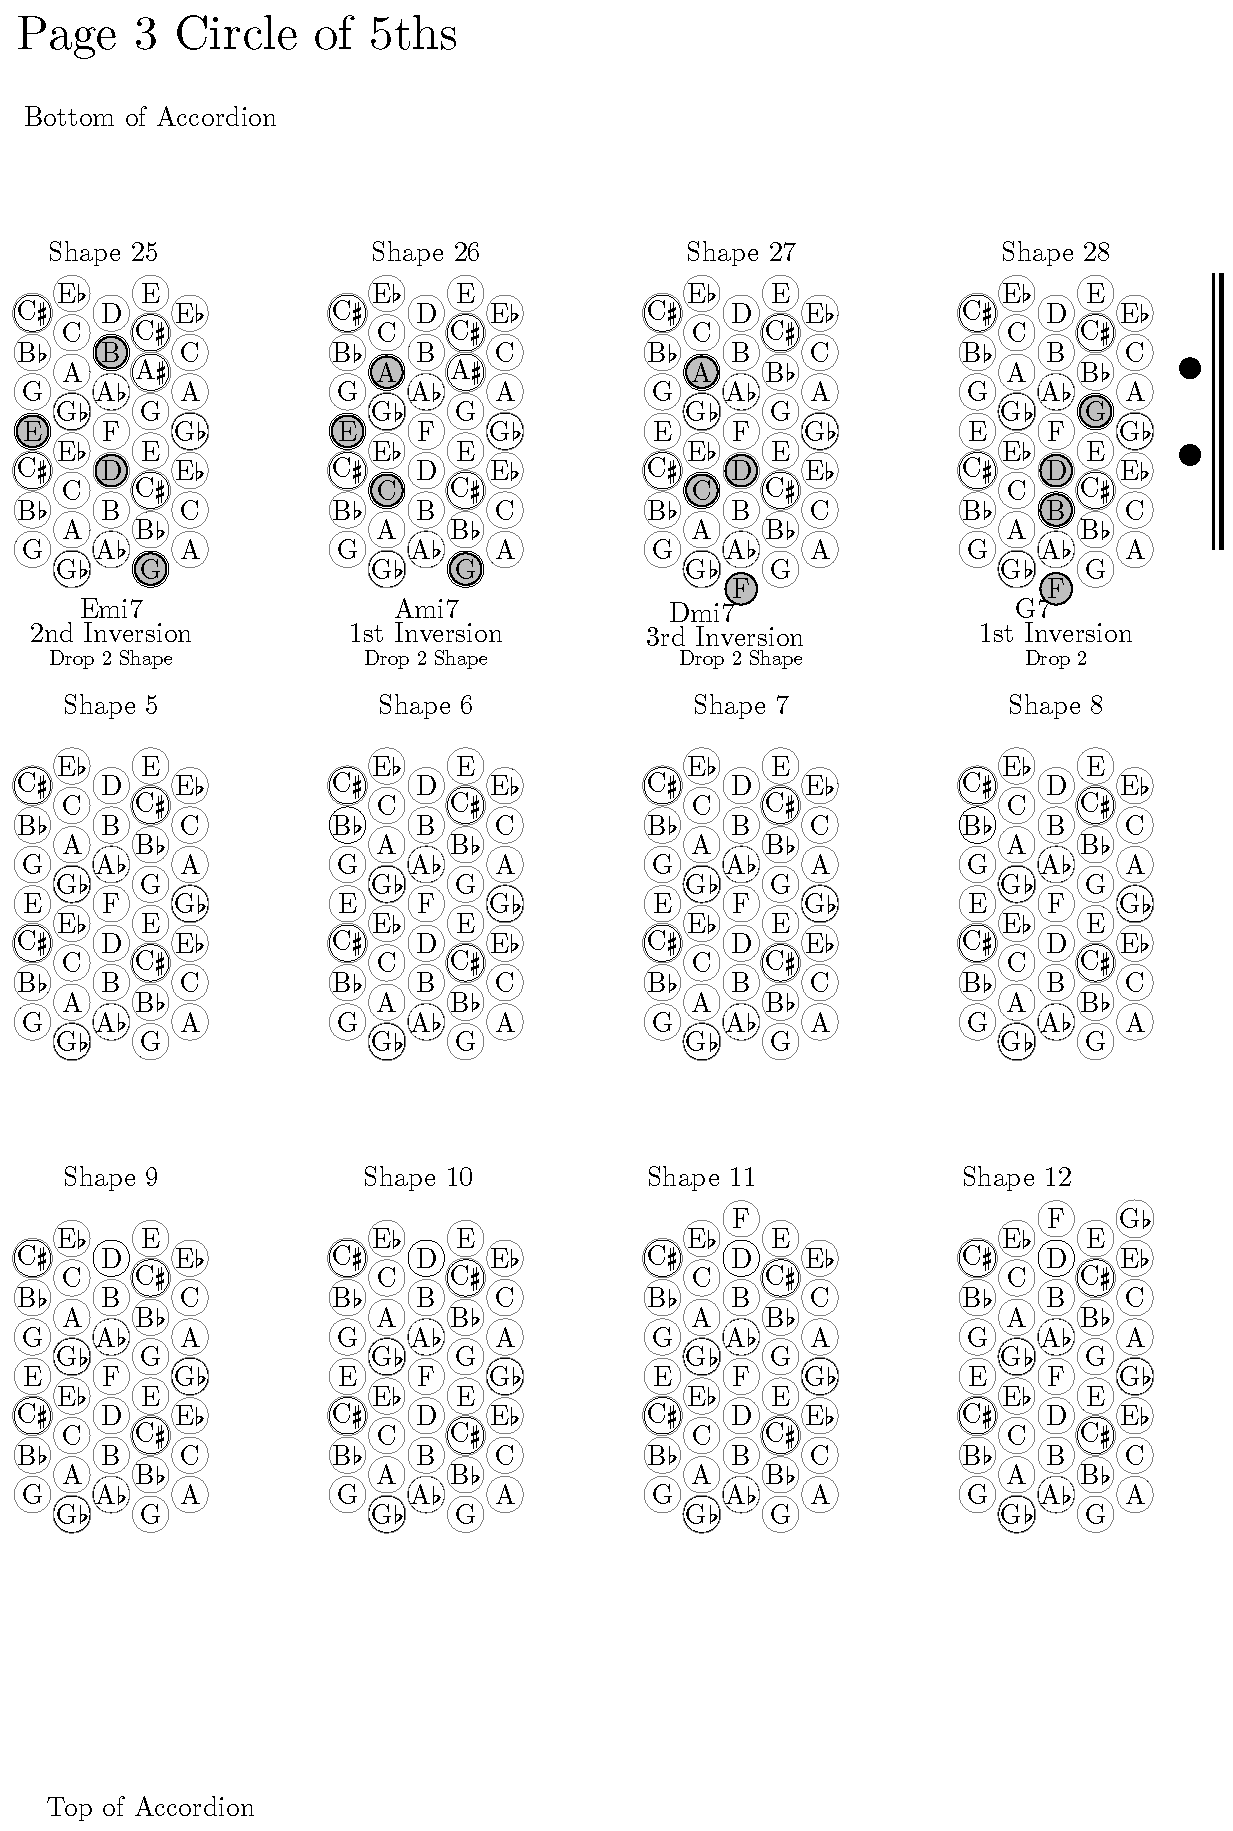 Page 3 Circle of 5ths
Bottom of Accordion
Shape 25 Shape 26 Shape 27 Shape 28
E♭ E E♭ E E♭ E E♭ E
C♯ D E♭ C♯ D E♭ C♯ D E♭ C♯ D E♭
C C♯ C C♯ C C♯ C C♯
B♭ B C B♭ B C B♭ B C B♭ B C
A A♯ A A♯ A B♭ A B♭
G A♭ A G A♭ A G A♭ A G A♭ A
G♭ G G♭ G G♭ G G♭ G
E F G♭ E F G♭ E F G♭ E F G♭
E♭ E E♭ E E♭ E E♭ E
C♯ D E♭ C♯ D E♭ C♯ D E♭ C♯ D E♭
C C♯ C C♯ C C♯ C C♯
B♭ B C B♭ B C B♭ B C B♭ B C
A B♭ A B♭ A B♭ A B♭
G A♭ A G A♭ A G A♭ A G A♭ A
G♭ G G♭ G G♭ G G♭ G
F F
Emi7 Ami7 Dmi7 G7
2nd Inversion 1st Inversion 3rd Inversion 1st Inversion
Drop 2 Shape Drop 2 Shape Drop 2 Shape Drop 2
Shape 5 Shape 6 Shape 7 Shape 8
E♭ E E♭ E E♭ E E♭ E
C♯ D E♭ C♯ D E♭ C♯ D E♭ C♯ D E♭
C C♯ C C♯ C C♯ C C♯
B♭ B C B♭ B C B♭ B C B♭ B C
A B♭ A B♭ A B♭ A B♭
G A♭ A G A♭ A G A♭ A G A♭ A
G♭ G G♭ G G♭ G G♭ G
E F G♭ E F G♭ E F G♭ E F G♭
E♭ E E♭ E E♭ E E♭ E
C♯ D E♭ C♯ D E♭ C♯ D E♭ C♯ D E♭
C C♯ C C♯ C C♯ C C♯
B♭ B C B♭ B C B♭ B C B♭ B C
A B♭ A B♭ A B♭ A B♭
G A♭ A G A♭ A G A♭ A G A♭ A
G♭ G G♭ G G♭ G G♭ G
Shape 9 Shape 10 Shape 11 Shape 12
F F G♭
E♭ E E♭ E E♭ E E♭ E
C♯ D E♭ C♯ D E♭ C♯ D E♭ C♯ D E♭
C C♯ C C♯ C C♯ C C♯
B♭ B C B♭ B C B♭ B C B♭ B C
A B♭ A B♭ A B♭ A B♭
G A♭ A G A♭ A G A♭ A G A♭ A
G♭ G G♭ G G♭ G G♭ G
E F G♭ E F G♭ E F G♭ E F G♭
E♭ E E♭ E E♭ E E♭ E
C♯ D E♭ C♯ D E♭ C♯ D E♭ C♯ D E♭
C C♯ C C♯ C C♯ C C♯
B♭ B C B♭ B C B♭ B C B♭ B C
A B♭ A B♭ A B♭ A B♭
G A♭ A G A♭ A G A♭ A G A♭ A
G♭ G G♭ G G♭ G G♭ G
Top of Accordion